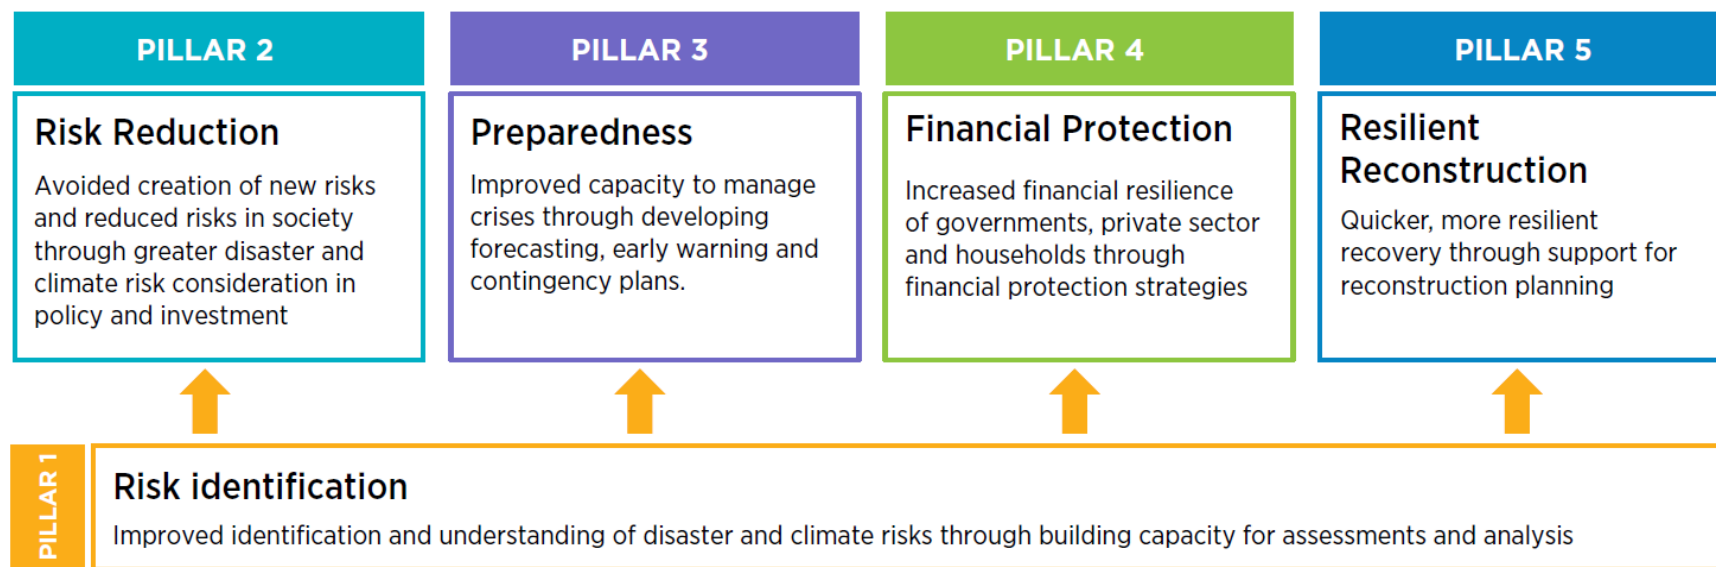 PILLAR 2
Risk Reduction
Avoided creation of new risks
and reduced risks in society
through greater disaster and
climate risk consideration in
policy and investment
PILLAR 3
Preparedness
Improved capacity to manage
crises through developing
forecasting, early warning and
contingency plans.
PILLAR 4
Financial Protection
Increased financial resilience
of governments, private sector
and households through
financial protection strategies
PILLAR 5
Resilient
Reconstruction
Quicker, more resilient
recovery through support for
reconstruction planning
PILLAR 1
Risk identification
Improved identification and understanding of disaster and climate risks through building capacity for assessments and analysis